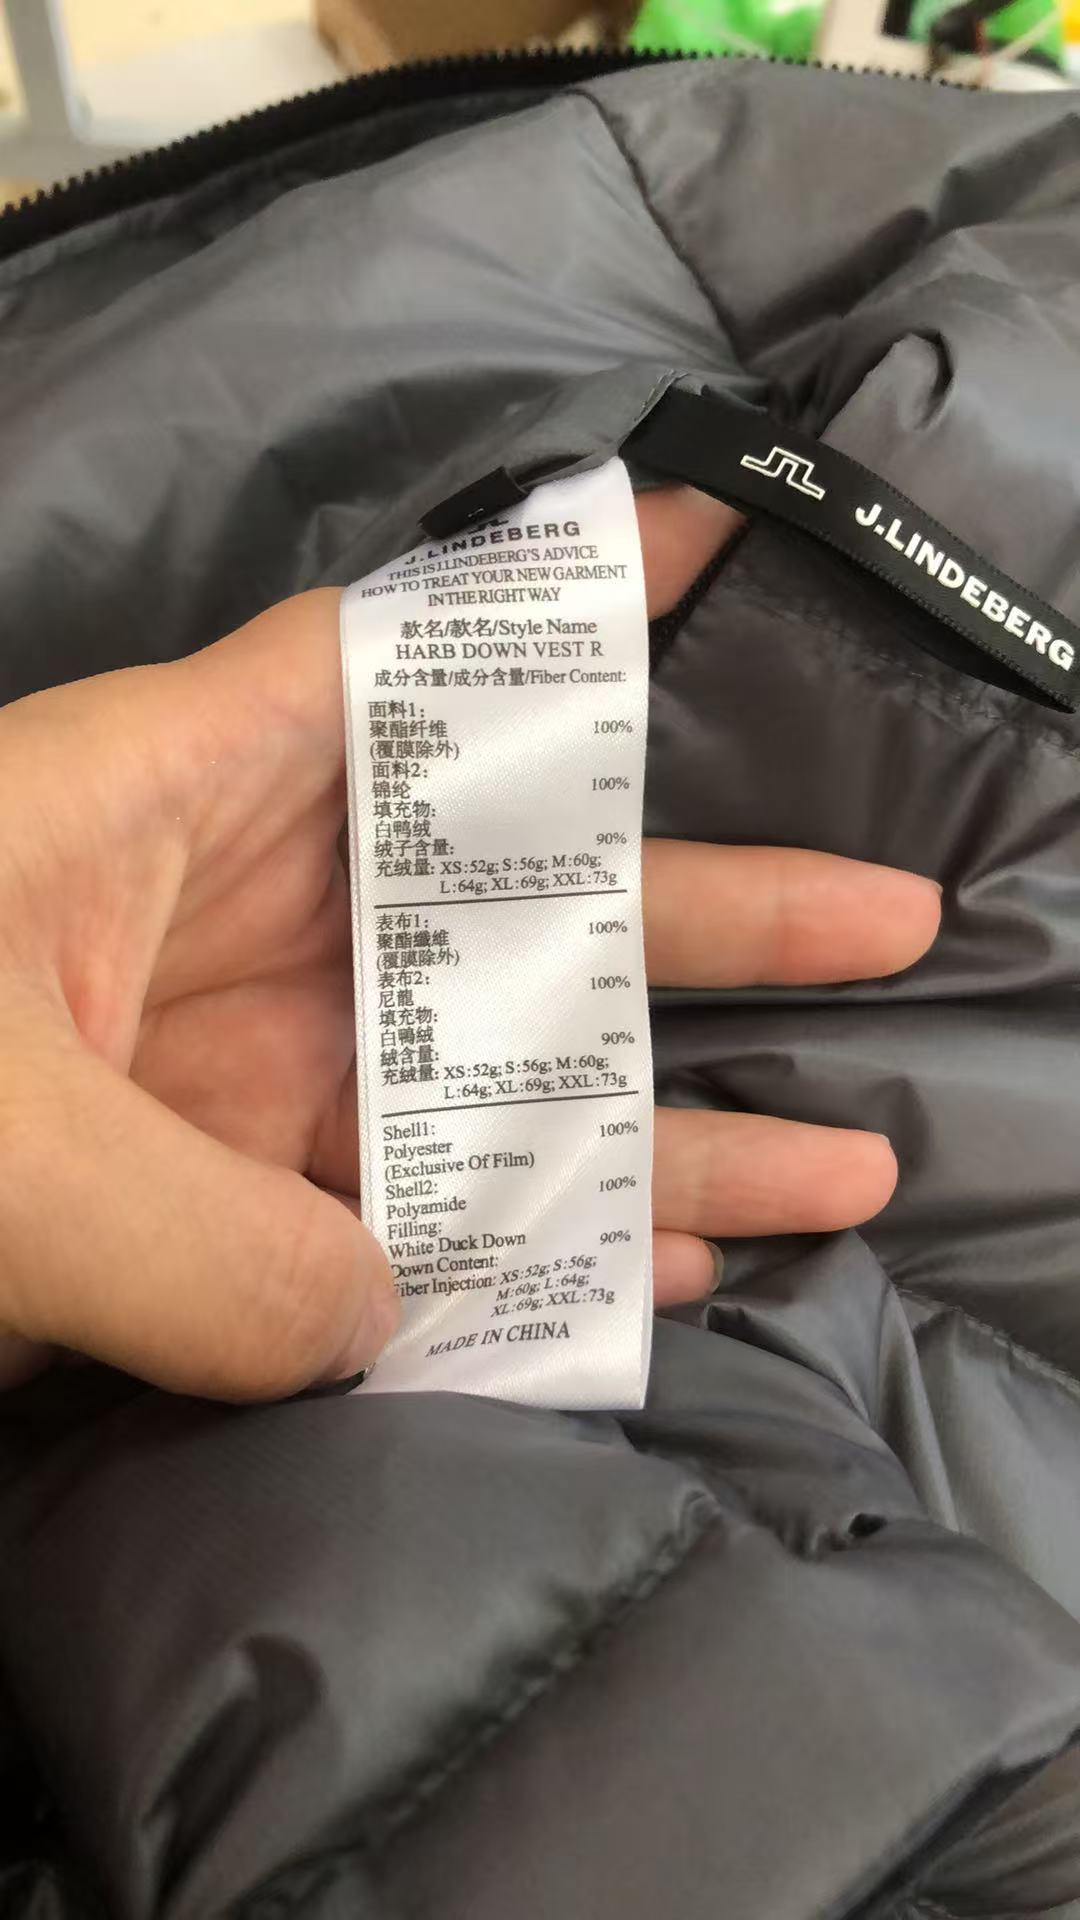 J.LINDEBERG
J.LINDEBERG
THIS IS J.LINDEBERG'S ADVICE
HOW TO TREAT YOUR NEW GARMENT
IN THE RIGHT WAY
款名/款名/Style Name
HARB DOWN VEST R
成分含量/成分含量/Fiber Content:
面料1:
聚酯纤维 100%
(覆膜除外)
面料2:
锦纶 100%
填充物:
白鸭绒
绒子含量: 90%
充绒量: XS:52g; S:56g; M:60g;
L:64g; XL:69g; XXL:73g
表布1:
聚酯纖維 100%
(覆膜除外)
表布2:
尼龍 100%
填充物:
白鴨絨
絨含量: 90%
充絨量: XS:52g; S:56g; M:60g;
L:64g; XL:69g; XXL:73g
Shell1:
Polyester 100%
(Exclusive Of Film)
Shell2:
Polyamide 100%
Filling:
White Duck Down
Down Content: 90%
Fiber Injection: XS:52g; S:56g;
M:60g; L:64g;
XL:69g; XXL:73g
MADE IN CHINA